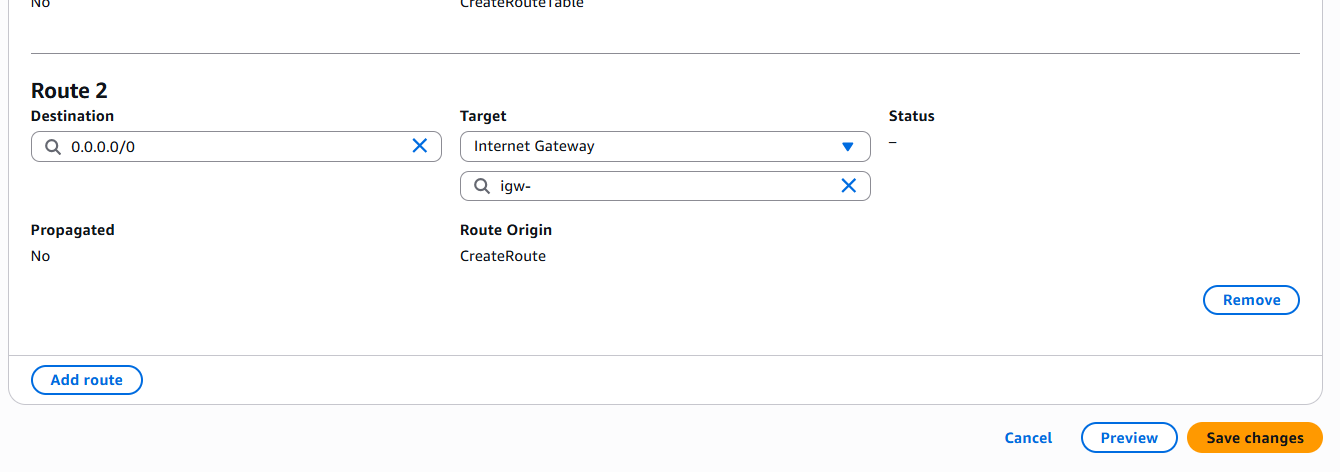 No CreateRouteTable
Route 2
Destination Target Status
0.0.0.0/0 Internet Gateway –
igw-
Propagated Route Origin
No CreateRoute
Remove
Add route
Cancel Preview Save changes